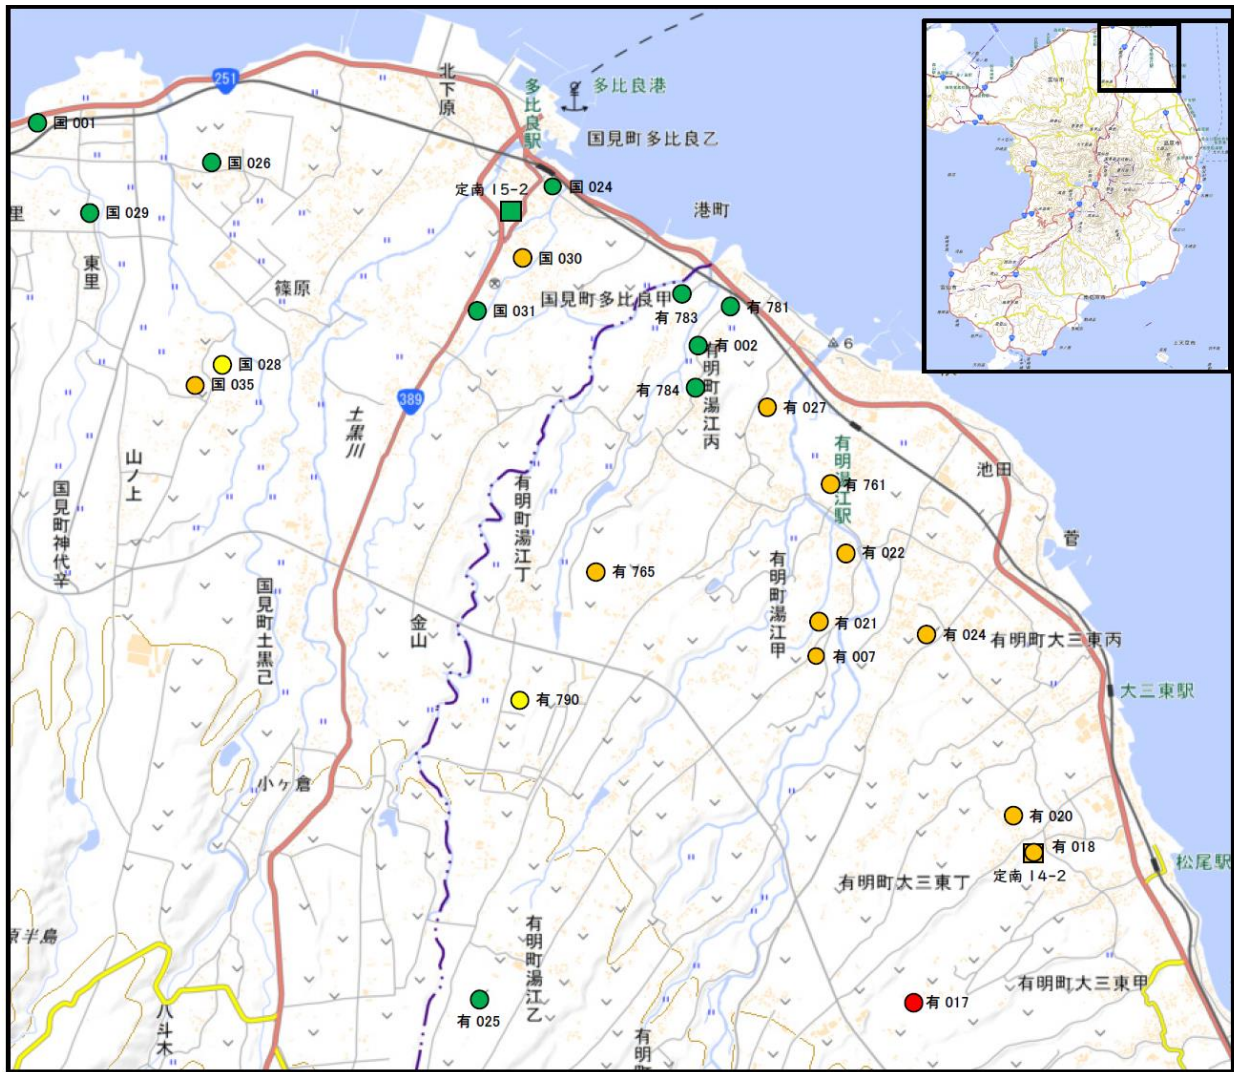 251
北下原
多比良駅
多比良港
国 001
国 026
国見町多比良乙
国 024
定南 15-2
国 029
里
港町
東里
国 030
篠原
国見町多比良甲
国 031
有 783
有 781
有 002
6
国 028
国 035
有 784
有明町湯江丙
389
土黒川
有 027
山ノ上
有明湯江駅
池田
国見町神代辛
有明町湯江丁
有 761
菅
有 022
有 765
有明町湯江甲
国見町土黒己
金山
有 021
有 024
有明町大三東丙
有 007
大三東駅
有 790
小ヶ倉
有 020
有 018
定南 14-2
松尾駅
有明町大三東丁
原半島
有明町湯江乙
有明町大三東甲
有 017
有 025
八斗木
有明町